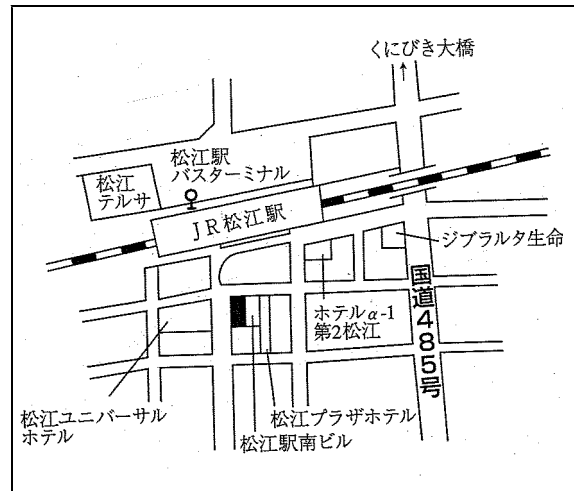 くにびき大橋
松江駅
バスターミナル
松江
テルサ
JR松江駅
ジブラルタ生命
国道485号
ホテルα-1
第2松江
松江ユニバーサル
ホテル
松江プラザホテル
松江駅南ビル